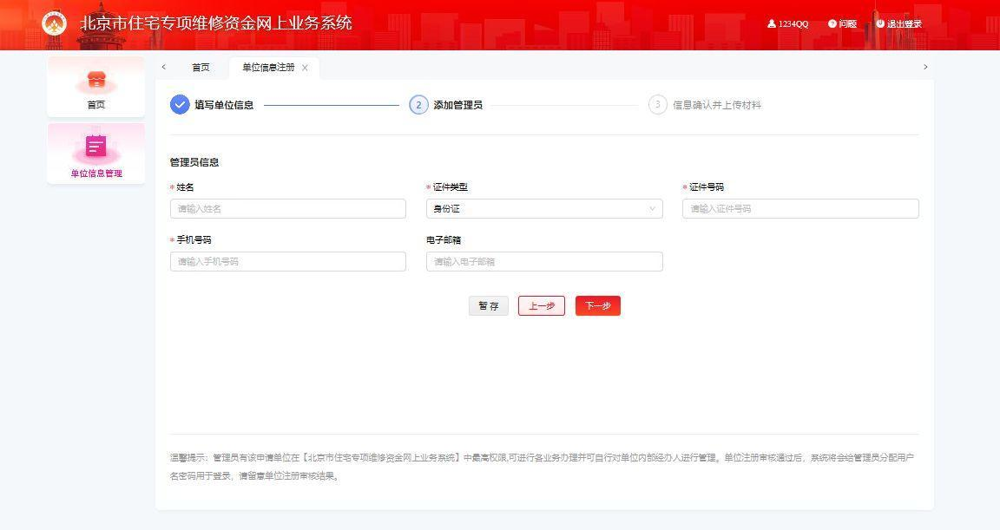 北京市住宅专项维修资金网上业务系统
1234QQ
问题
退出登录
首页
单位信息管理
首页
单位信息注册
填写单位信息
2
添加管理员
3
信息确认并上传材料
管理员信息
* 姓名
* 证件类型
* 证件号码
请输入姓名
身份证
请输入证件号码
* 手机号码
电子邮箱
请输入手机号码
请输入电子邮箱
暂 存
上一步
下一步
温馨提示：管理员有该申请单位在【北京市住宅专项维修资金网上业务系统】中最高权限,可进行各业务办理并可自行对单位内部经办人进行管理。单位注册审核通过后，系统将会给管理员分配用户
名密码用于登录，请留意单位注册审核结果。